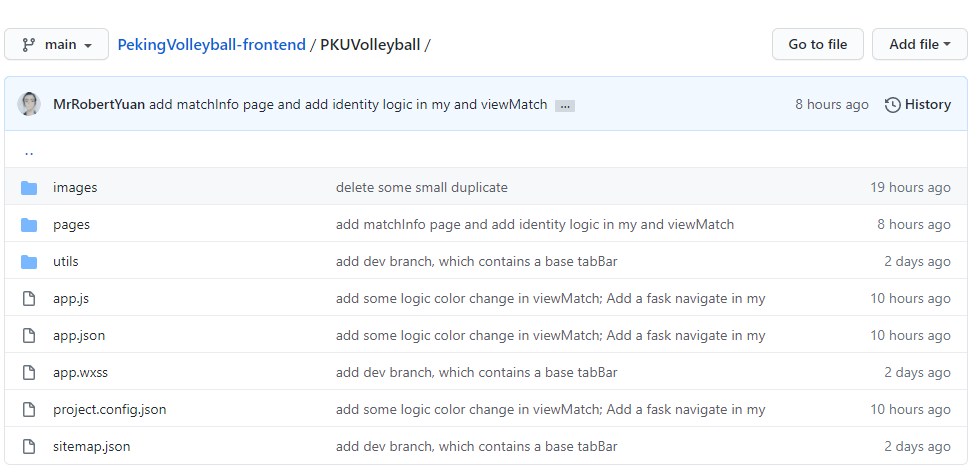 main PekingVolleyball-frontend / PKUVolleyball / Go to file Add file
MrRobertYuan add matchInfo page and add identity logic in my and viewMatch ... 8 hours ago History
..
images delete some small duplicate 19 hours ago
pages add matchInfo page and add identity logic in my and viewMatch 8 hours ago
utils add dev branch, which contains a base tabBar 2 days ago
app.js add some logic color change in viewMatch; Add a fask navigate in my 10 hours ago
app.json add some logic color change in viewMatch; Add a fask navigate in my 10 hours ago
app.wxss add dev branch, which contains a base tabBar 2 days ago
project.config.json add some logic color change in viewMatch; Add a fask navigate in my 10 hours ago
sitemap.json add dev branch, which contains a base tabBar 2 days ago